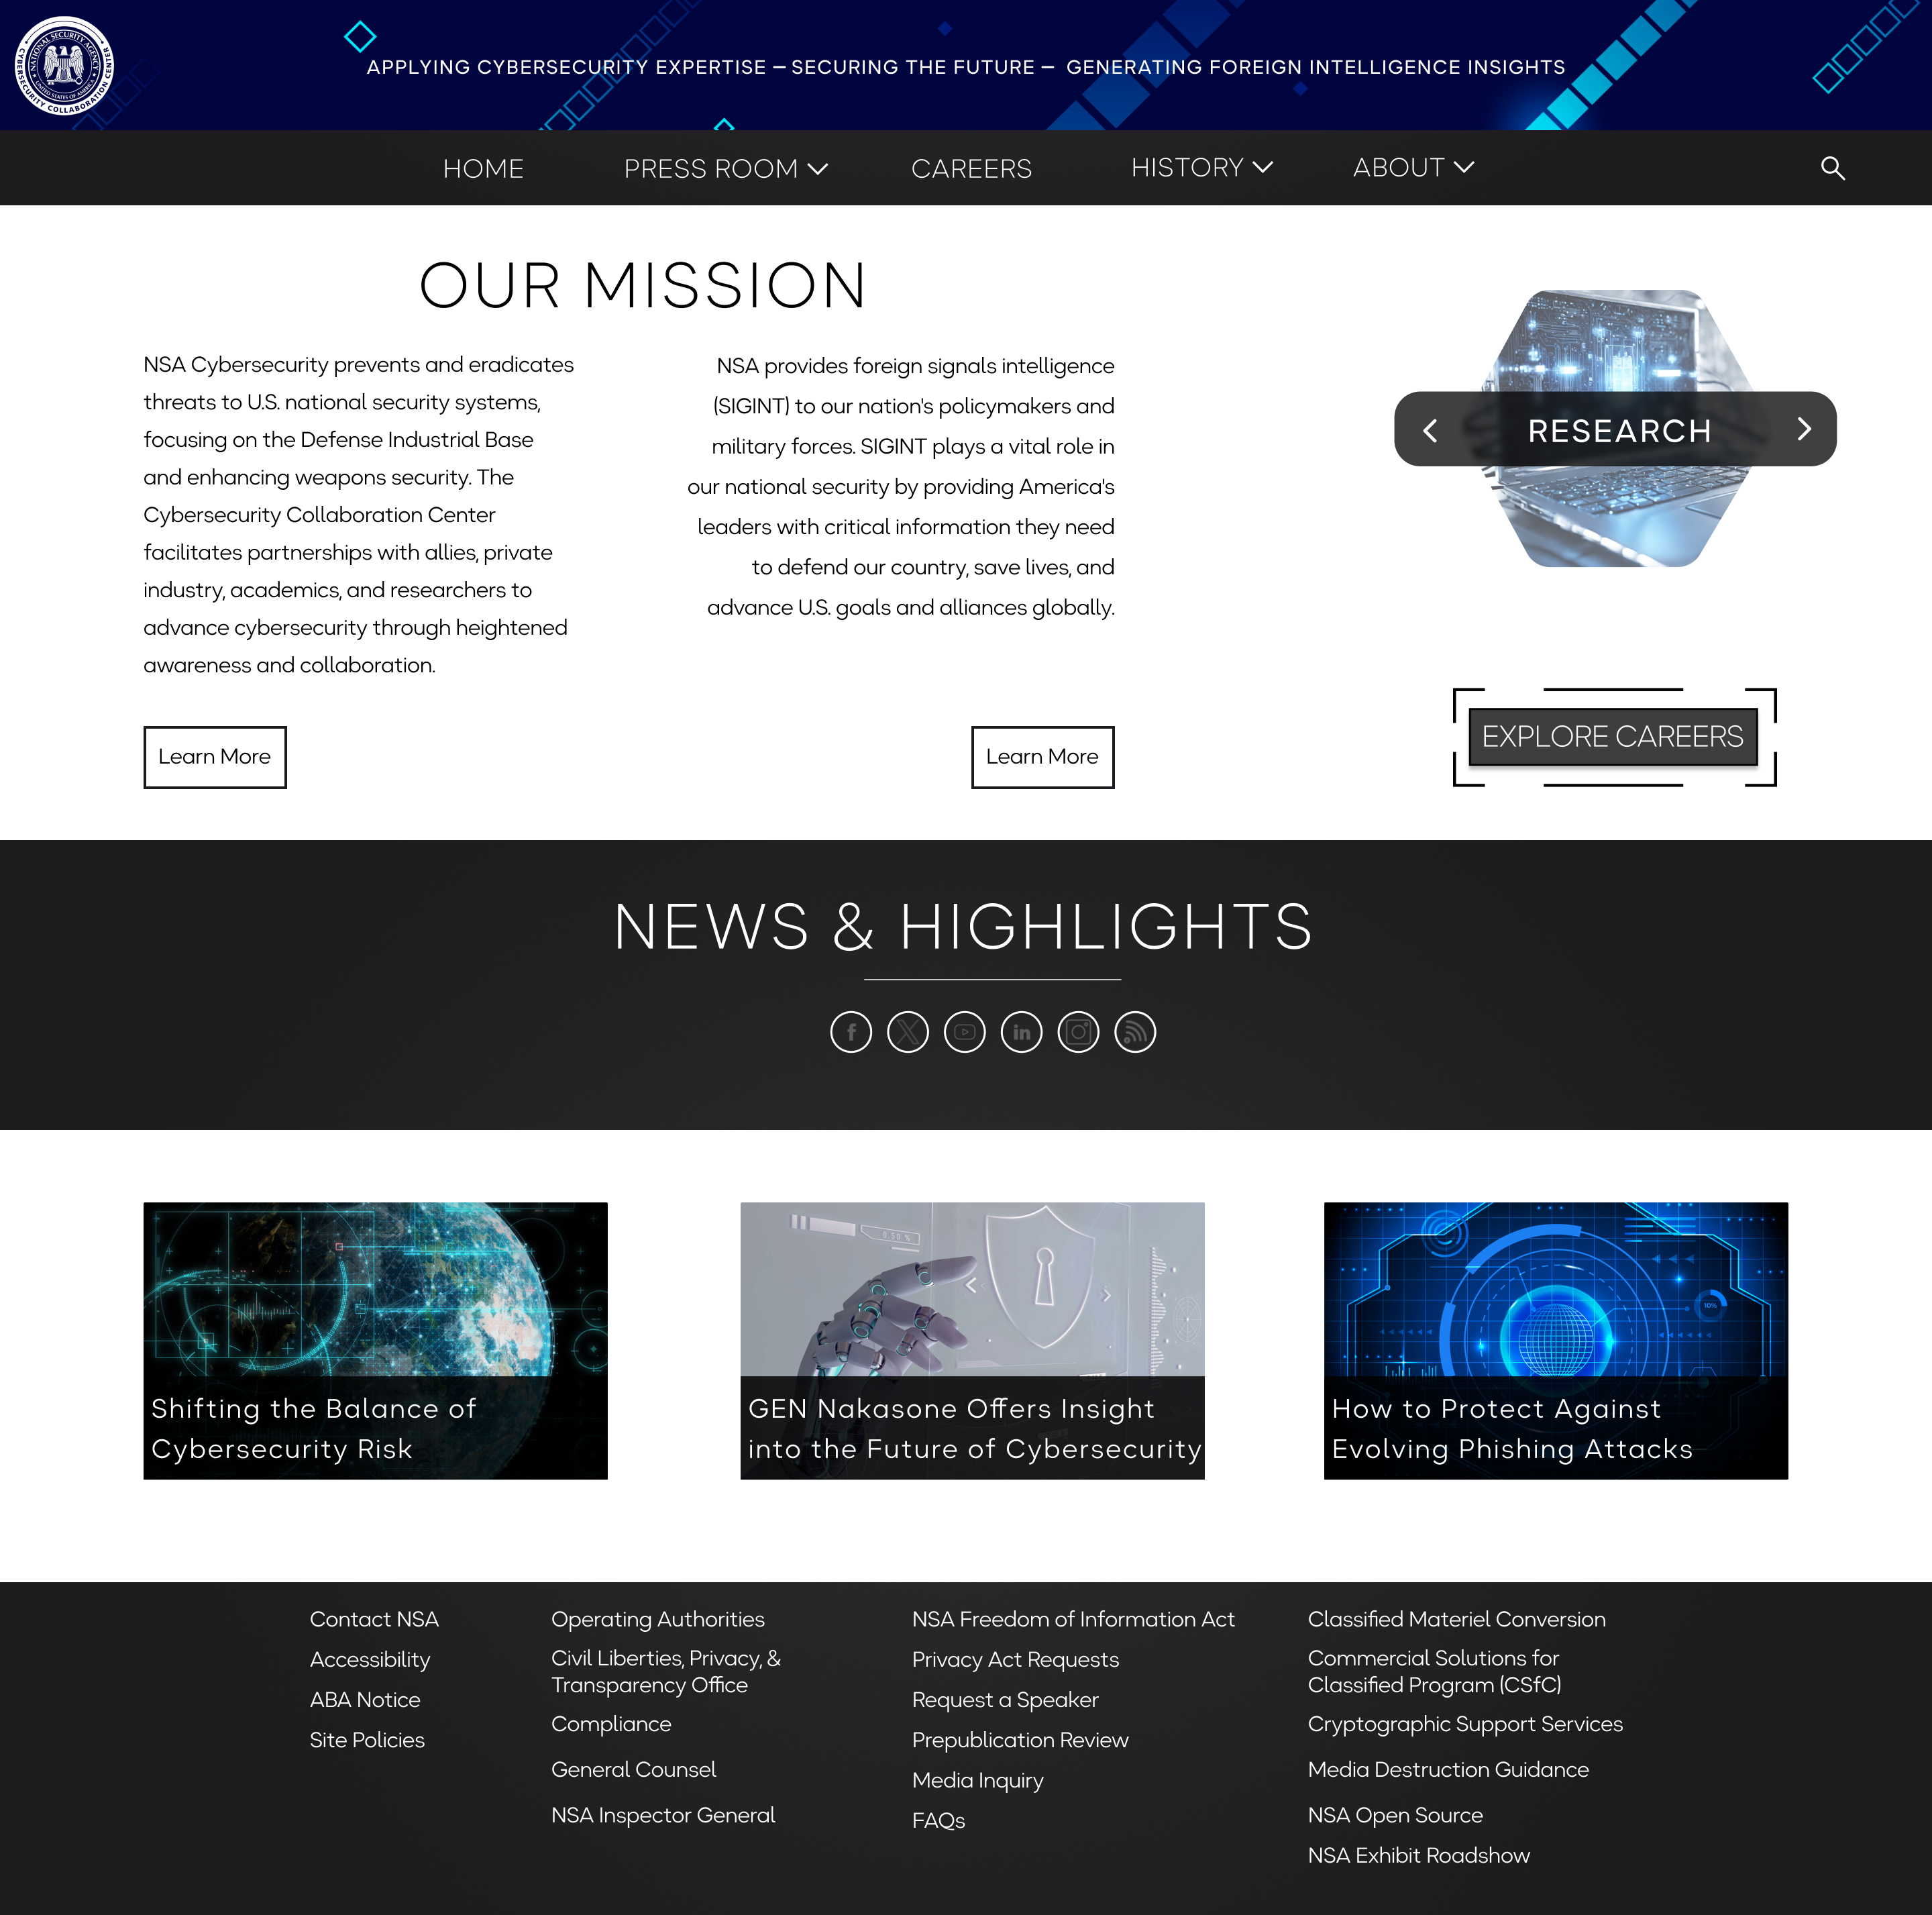 NATIONAL SECURITY AGENCY
UNITED STATES OF AMERICA
CYBERSECURITY COLLABORATION CENTER
APPLYING CYBERSECURITY EXPERTISE — SECURING THE FUTURE — GENERATING FOREIGN INTELLIGENCE INSIGHTS
HOME PRESS ROOM CAREERS HISTORY ABOUT
OUR MISSION
NSA Cybersecurity prevents and eradicates
threats to U.S. national security systems,
focusing on the Defense Industrial Base
and enhancing weapons security. The
Cybersecurity Collaboration Center
facilitates partnerships with allies, private
industry, academics, and researchers to
advance cybersecurity through heightened
awareness and collaboration.
Learn More
NSA provides foreign signals intelligence
(SIGINT) to our nation's policymakers and
military forces. SIGINT plays a vital role in
our national security by providing America's
leaders with critical information they need
to defend our country, save lives, and
advance U.S. goals and alliances globally.
Learn More
RESEARCH
EXPLORE CAREERS
NEWS & HIGHLIGHTS
f
in
Shifting the Balance of
Cybersecurity Risk
0.50 %
GEN Nakasone Offers Insight
into the Future of Cybersecurity
10%
How to Protect Against
Evolving Phishing Attacks
Contact NSA
Accessibility
ABA Notice
Site Policies
Operating Authorities
Civil Liberties, Privacy, &
Transparency Office
Compliance
General Counsel
NSA Inspector General
NSA Freedom of Information Act
Privacy Act Requests
Request a Speaker
Prepublication Review
Media Inquiry
FAQs
Classified Materiel Conversion
Commercial Solutions for
Classified Program (CSfC)
Cryptographic Support Services
Media Destruction Guidance
NSA Open Source
NSA Exhibit Roadshow